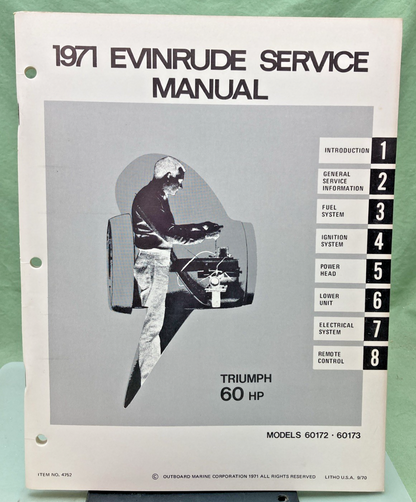 1971 EVINRUDE SERVICE
MANUAL
INTRODUCTION 1
GENERAL
SERVICE
INFORMATION 2
FUEL
SYSTEM 3
IGNITION
SYSTEM 4
POWER
HEAD 5
LOWER
UNIT 6
ELECTRICAL
SYSTEM 7
REMOTE
CONTROL 8
TRIUMPH
60 HP
MODELS 60172 · 60173
ITEM NO. 4752
© OUTBOARD MARINE CORPORATION 1971 ALL RIGHTS RESERVED
LITHO U.S.A. 9/70